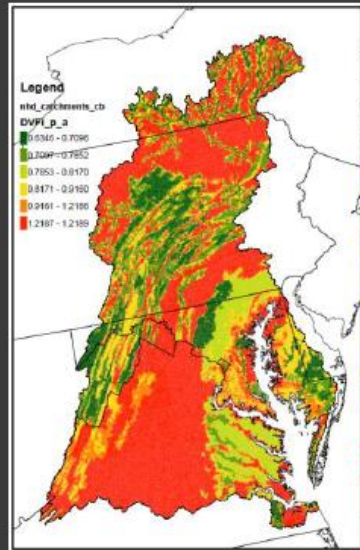 Legend
nhd_catchments_cb
DVFI_p_a
0.6346 - 0.7096
0.7097 - 0.7852
0.7853 - 0.8170
0.8171 - 0.9160
0.9161 - 1.2186
1.2187 - 1.2189